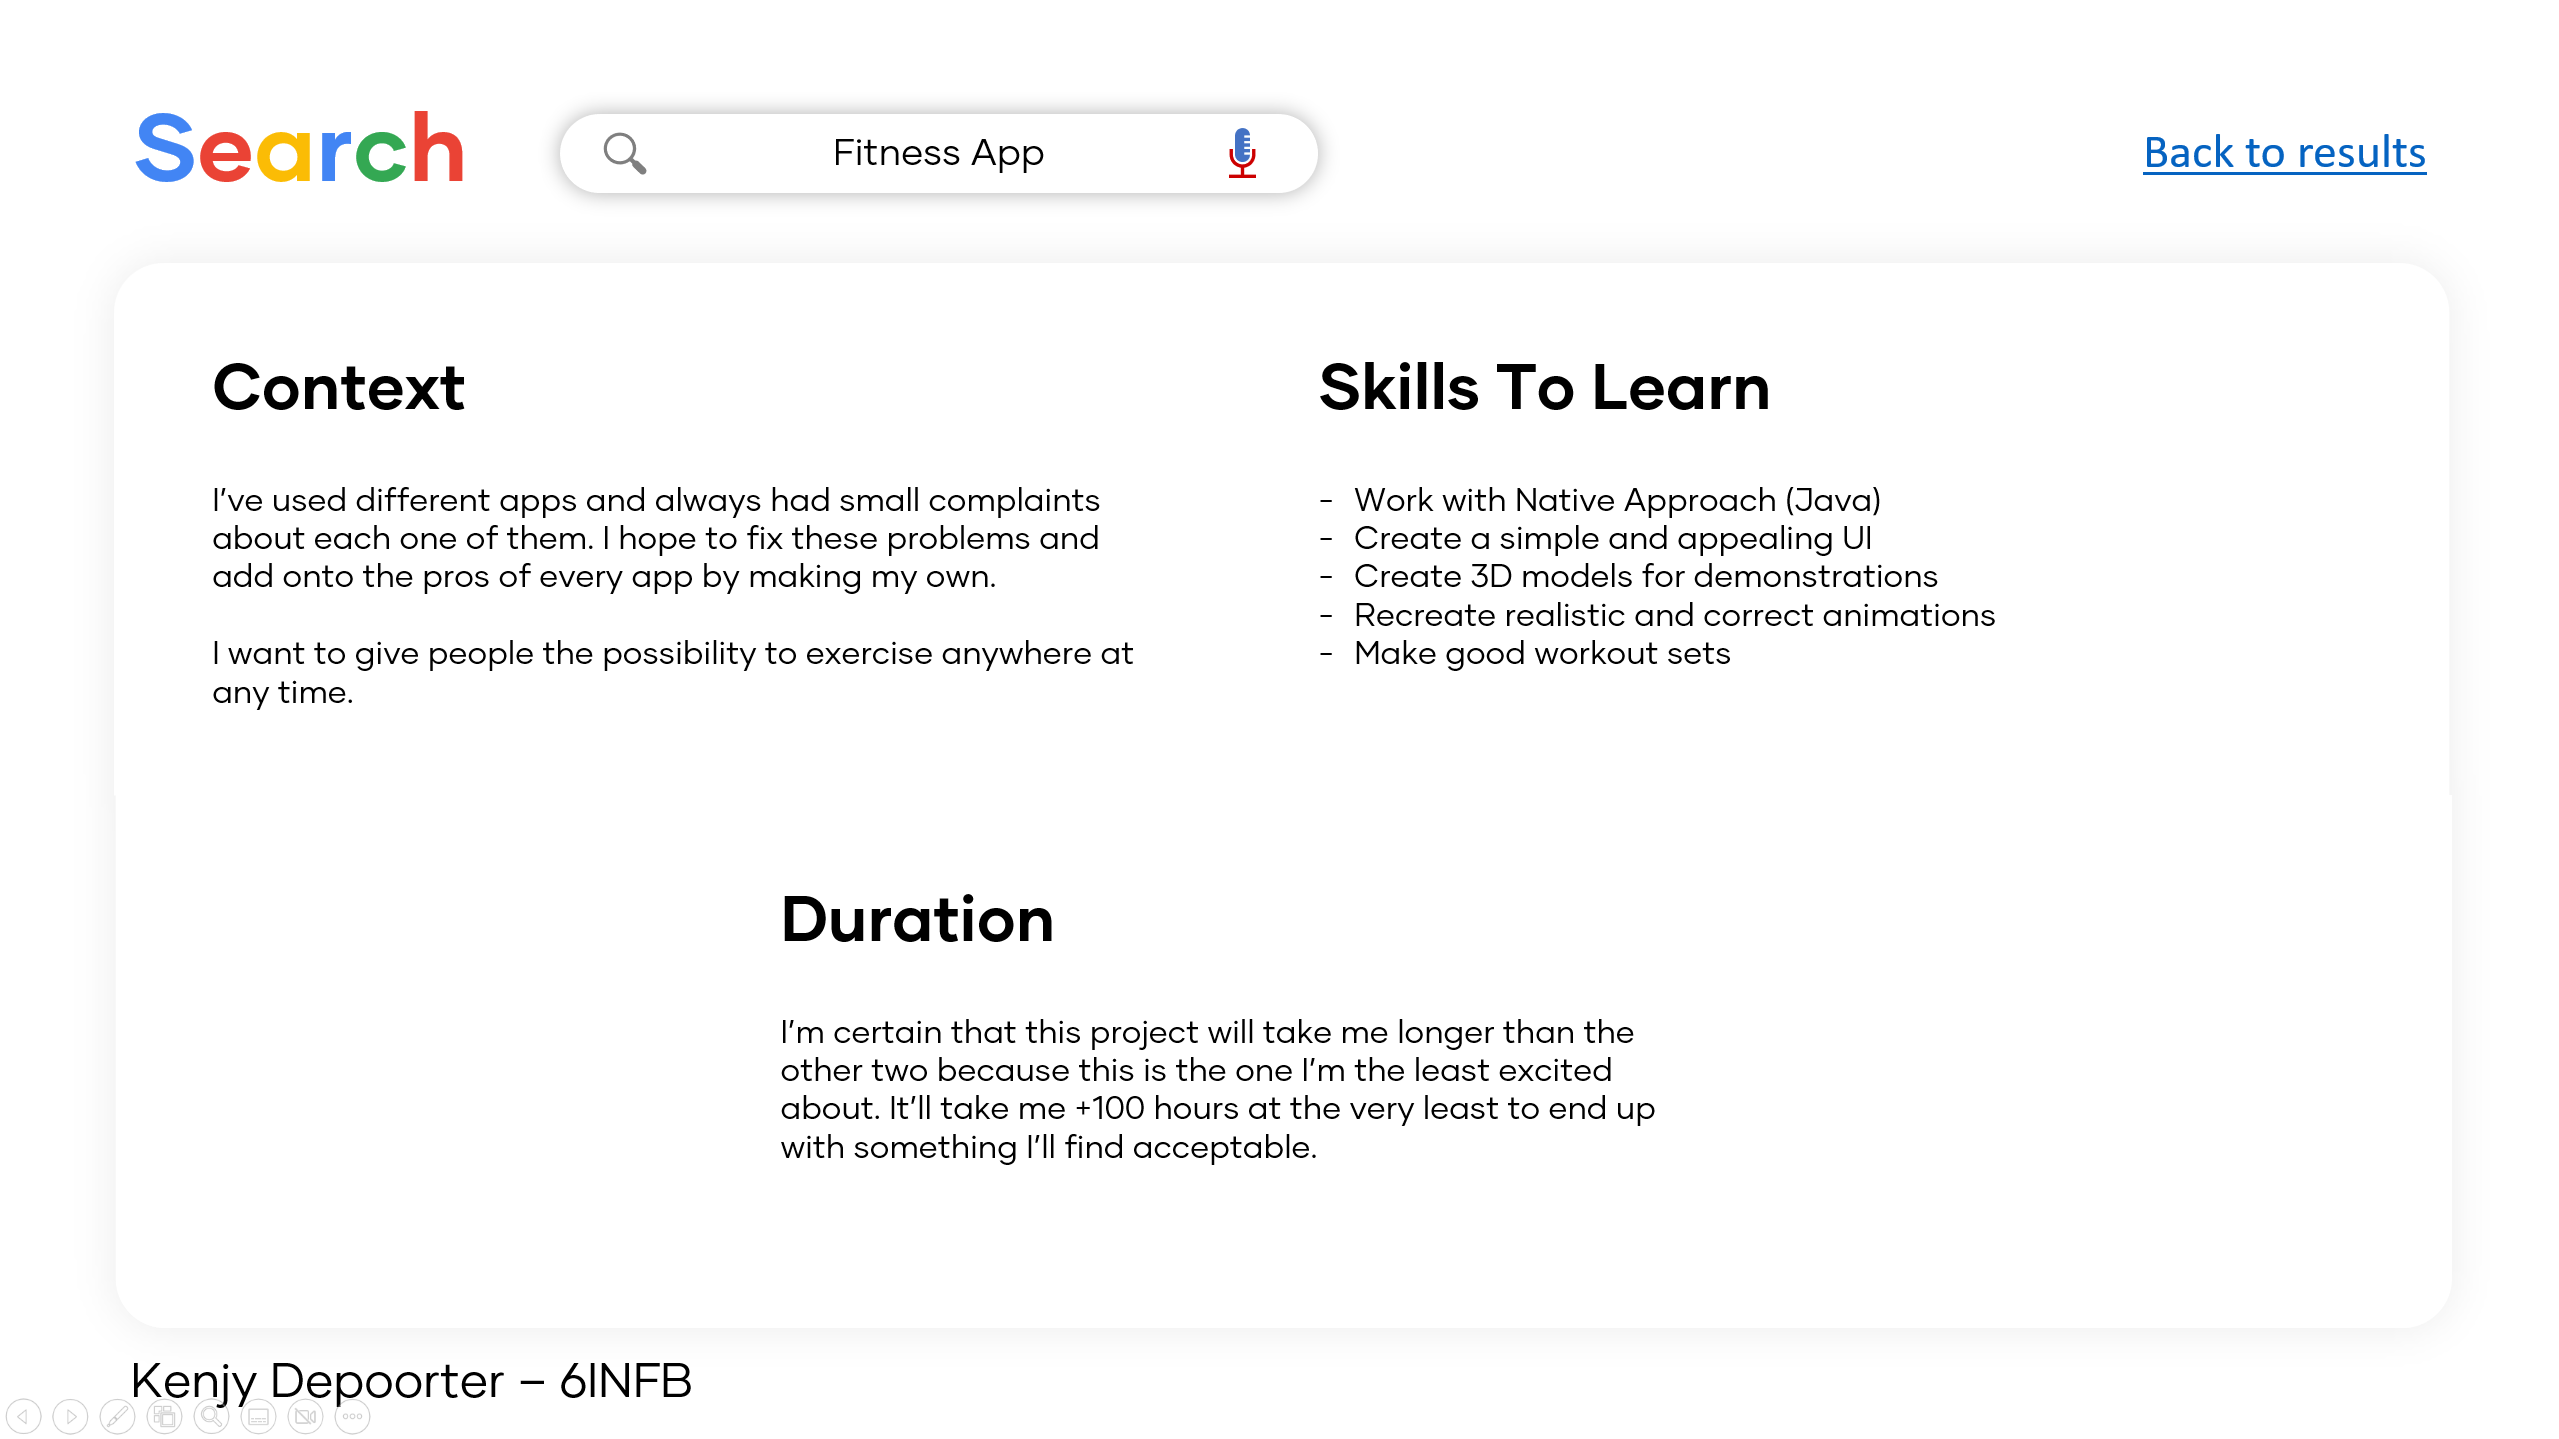 Search
Fitness App
Back to results
Context
I've used different apps and always had small complaints
about each one of them. I hope to fix these problems and
add onto the pros of every app by making my own.
I want to give people the possibility to exercise anywhere at
any time.
Skills To Learn
- Work with Native Approach (Java)
- Create a simple and appealing UI
- Create 3D models for demonstrations
- Recreate realistic and correct animations
- Make good workout sets
Duration
I'm certain that this project will take me longer than the
other two because this is the one I'm the least excited
about. It'll take me +100 hours at the very least to end up
with something I'll find acceptable.
Kenjy Depoorter – 6INFB